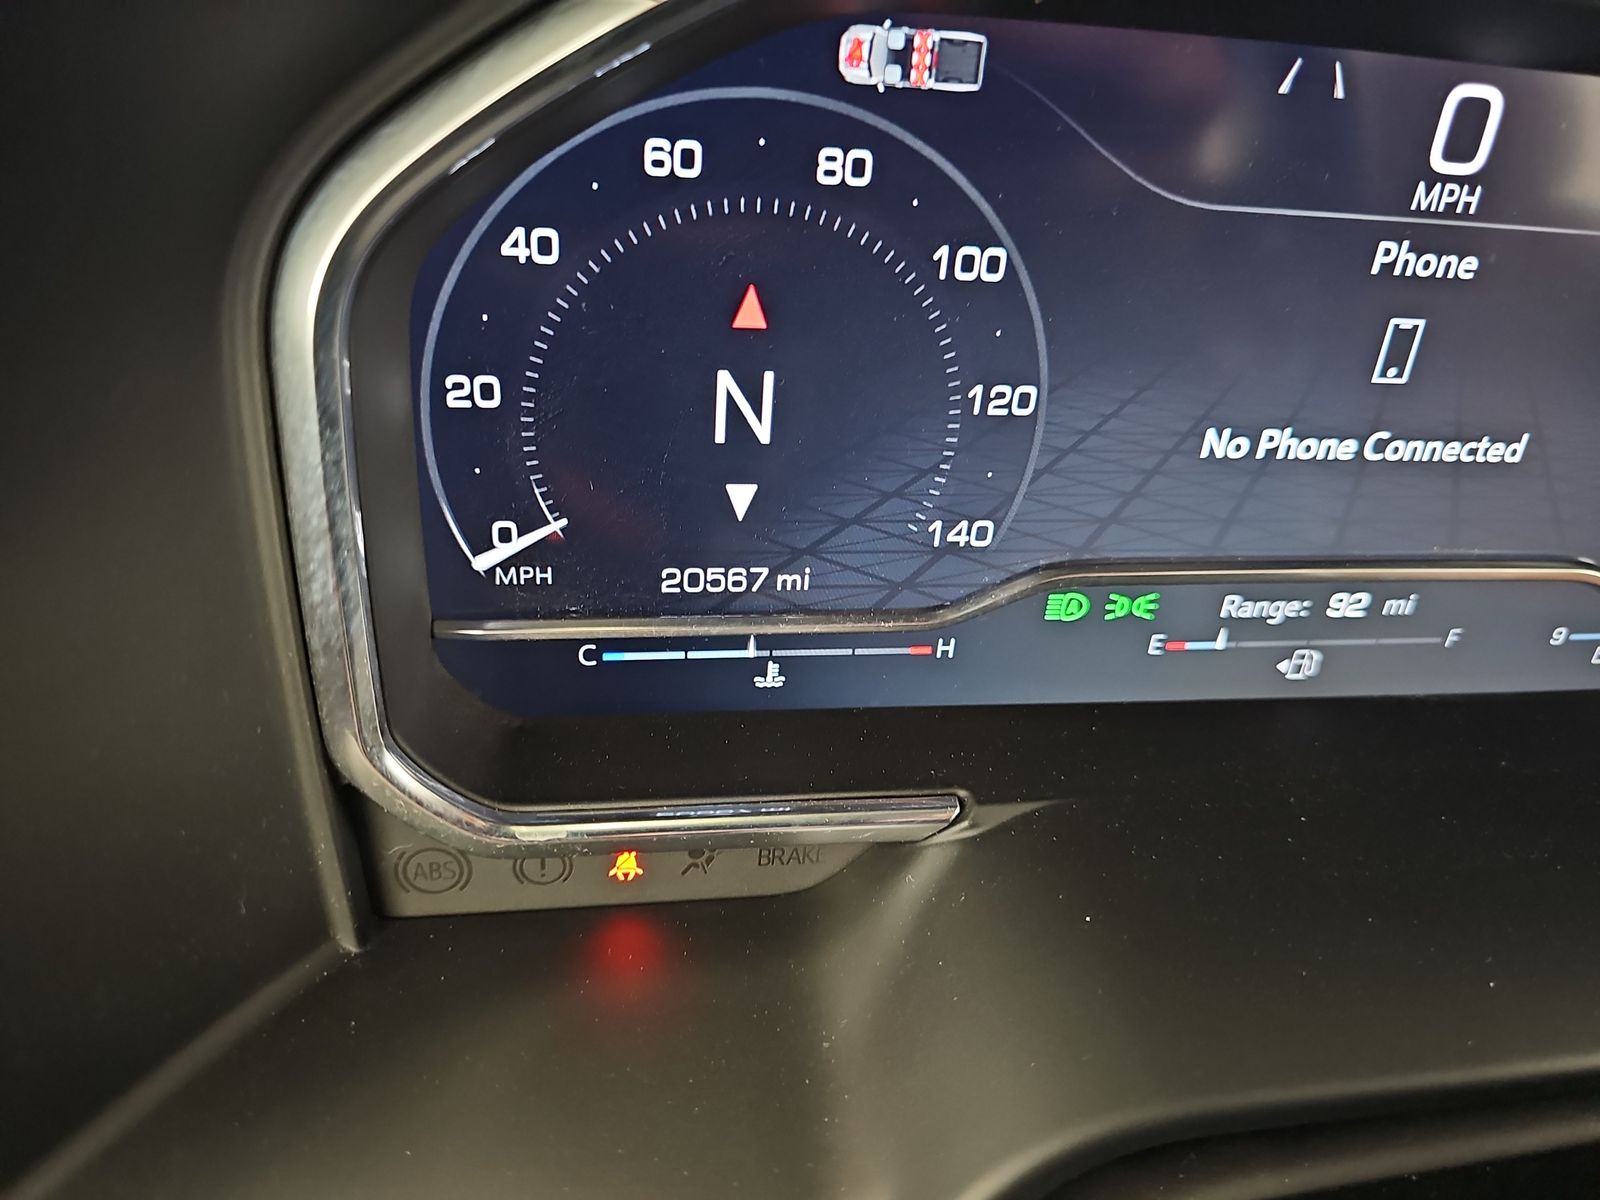 0
MPH
60
80
40
100
20
120
0
140
MPH
N
20567 mi
Phone
No Phone Connected
A
Range: 92 mi
C
H
E
F
9
ABS
!
BRAKE